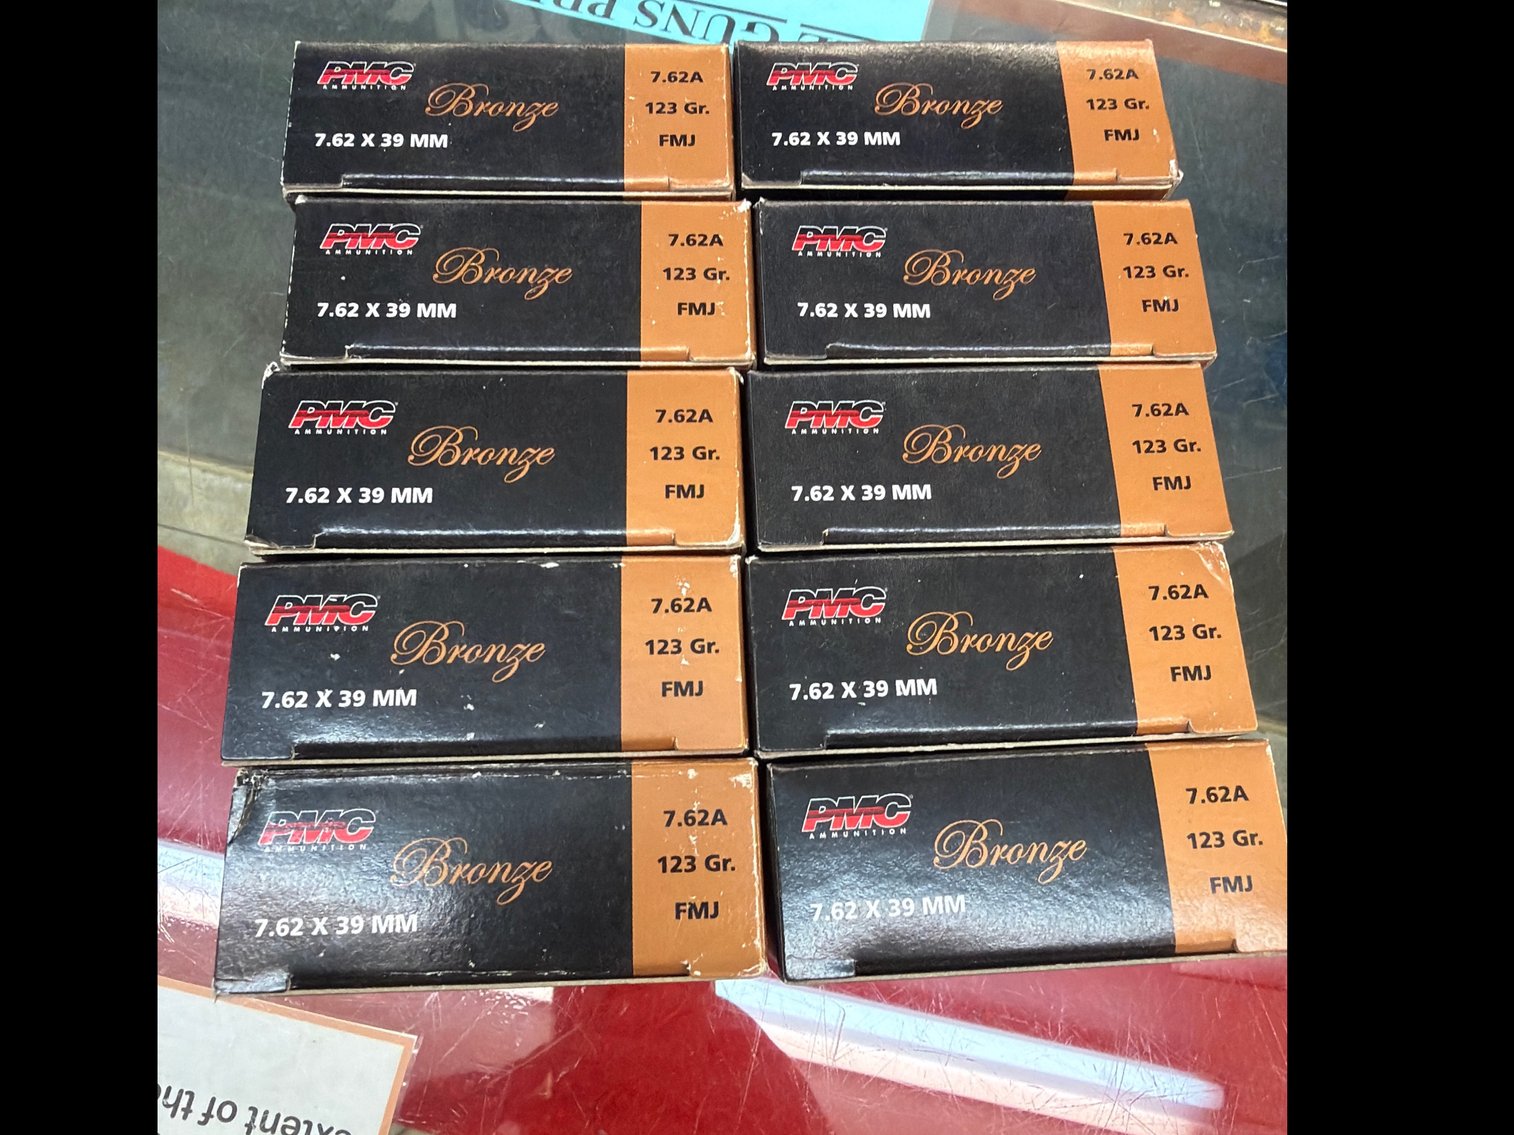 GUNS
PMC
AMMUNITION
Bronze
7.62 X 39 MM
7.62A
123 Gr.
FMJ
PMC
AMMUNITION
Bronze
7.62 X 39 MM
7.62A
123 Gr.
FMJ
PMC
AMMUNITION
Bronze
7.62 X 39 MM
7.62A
123 Gr.
FMJ
PMC
AMMUNITION
Bronze
7.62 X 39 MM
7.62A
123 Gr.
FMJ
PMC
AMMUNITION
Bronze
7.62 X 39 MM
7.62A
123 Gr.
FMJ
PMC
AMMUNITION
Bronze
7.62 X 39 MM
7.62A
123 Gr.
FMJ
PMC
AMMUNITION
Bronze
7.62 X 39 MM
7.62A
123 Gr.
FMJ
PMC
AMMUNITION
Bronze
7.62 X 39 MM
7.62A
123 Gr.
FMJ
PMC
AMMUNITION
Bronze
7.62 X 39 MM
7.62A
123 Gr.
FMJ
PMC
AMMUNITION
Bronze
7.62 X 39 MM
7.62A
123 Gr.
FMJ
of